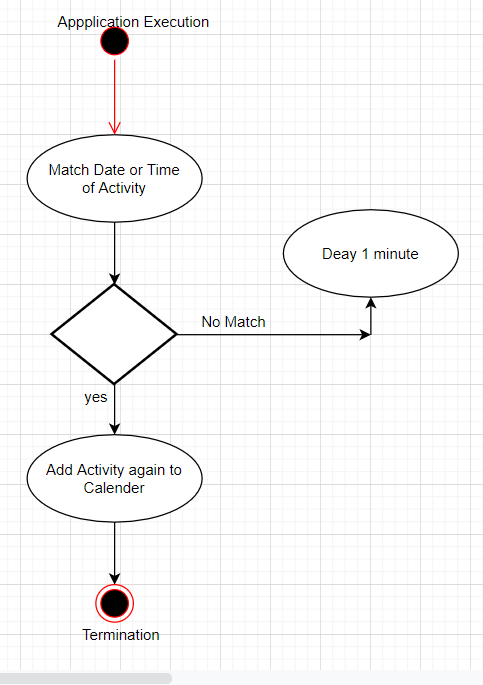 Appplication Execution
Match Date or Time
of Activity
Deay 1 minute
No Match
yes
Add Activity again to
Calender
Termination